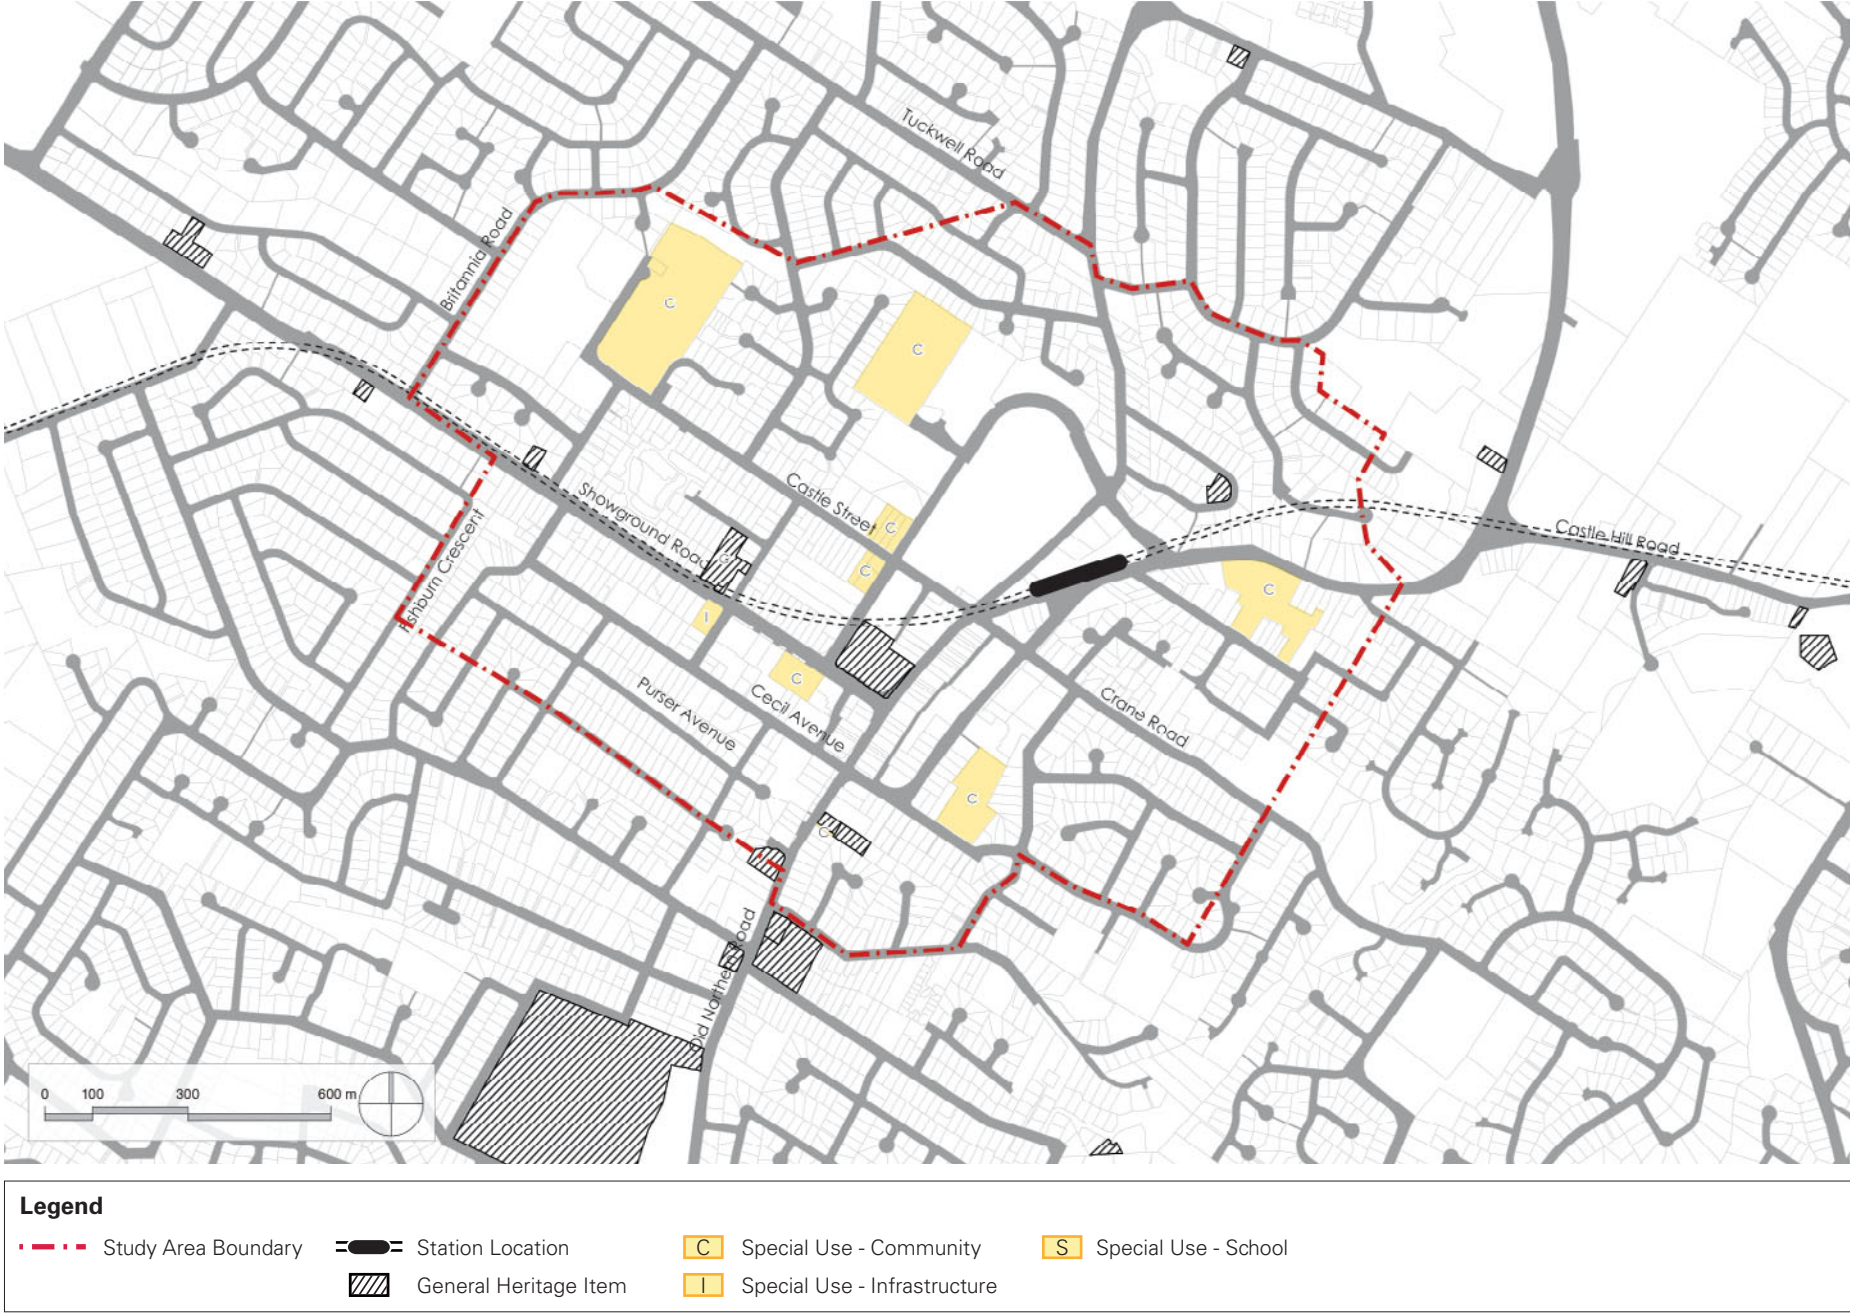 Tuckwell Road
Britannia Road
C
C
Castle Street
C
Showground Road
C
C
Castle Hill Road
C
Ashburn Crescent
I
C
Purser Avenue
Cecil Avenue
Crane Road
C
C
Old Northern Road
0 100 300 600 m
Legend
Study Area Boundary Station Location C Special Use - Community S Special Use - School
General Heritage Item I Special Use - Infrastructure